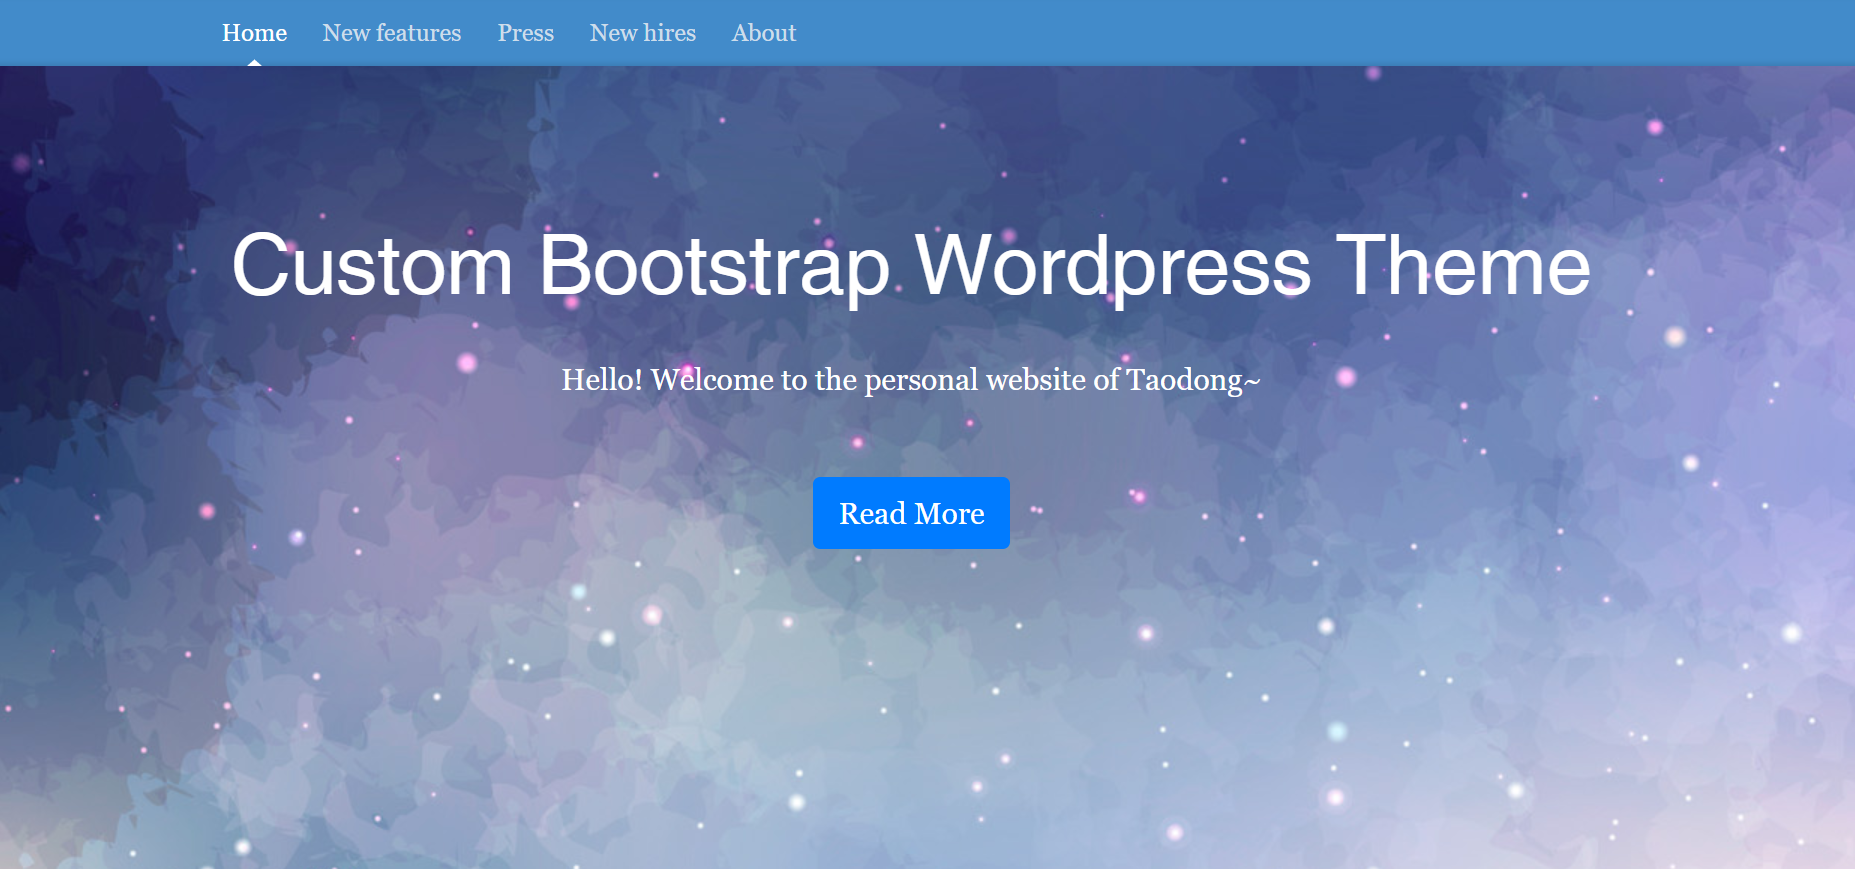 Home New features Press New hires About
Custom Bootstrap Wordpress Theme
Hello! Welcome to the personal website of Taodong~
Read More